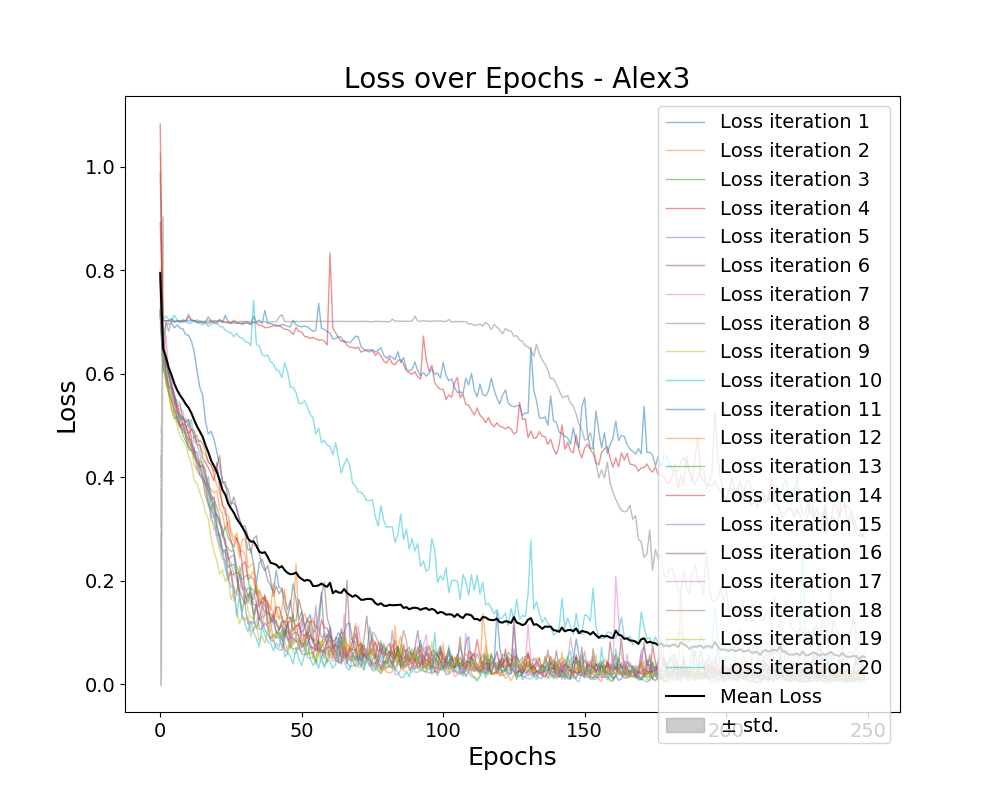 Loss over Epochs - Alex3
Loss
1.0
0.8
0.6
0.4
0.2
0.0
0
50
100
150
200
250
Epochs
Loss iteration 1
Loss iteration 2
Loss iteration 3
Loss iteration 4
Loss iteration 5
Loss iteration 6
Loss iteration 7
Loss iteration 8
Loss iteration 9
Loss iteration 10
Loss iteration 11
Loss iteration 12
Loss iteration 13
Loss iteration 14
Loss iteration 15
Loss iteration 16
Loss iteration 17
Loss iteration 18
Loss iteration 19
Loss iteration 20
Mean Loss
± std.